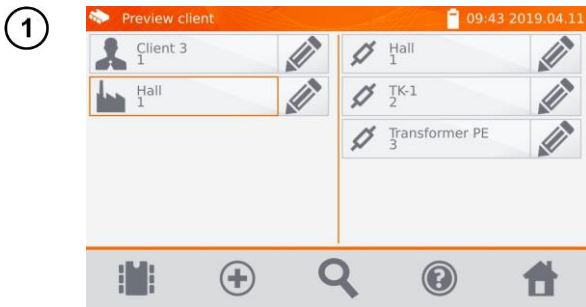 1
Preview client
09:43 2019.04.11
Client 3
1
Hall
1
Hall
1
TK-1
2
Transformer PE
3